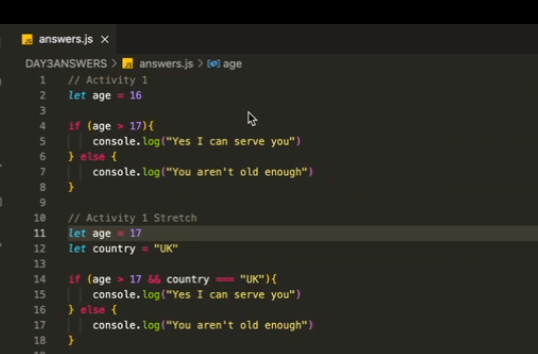 answers.js ×
DAY3ANSWERS > answers.js > age
1 // Activity 1
2 let age = 16
3
4 if (age > 17){
5 console.log("Yes I can serve you")
6 } else {
7 console.log("You aren't old enough")
8 }
9
10 // Activity 1 Stretch
11 let age = 17
12 let country = "UK"
13
14 if (age > 17 && country === "UK"){
15 console.log("Yes I can serve you")
16 } else {
17 console.log("You aren't old enough")
18 }